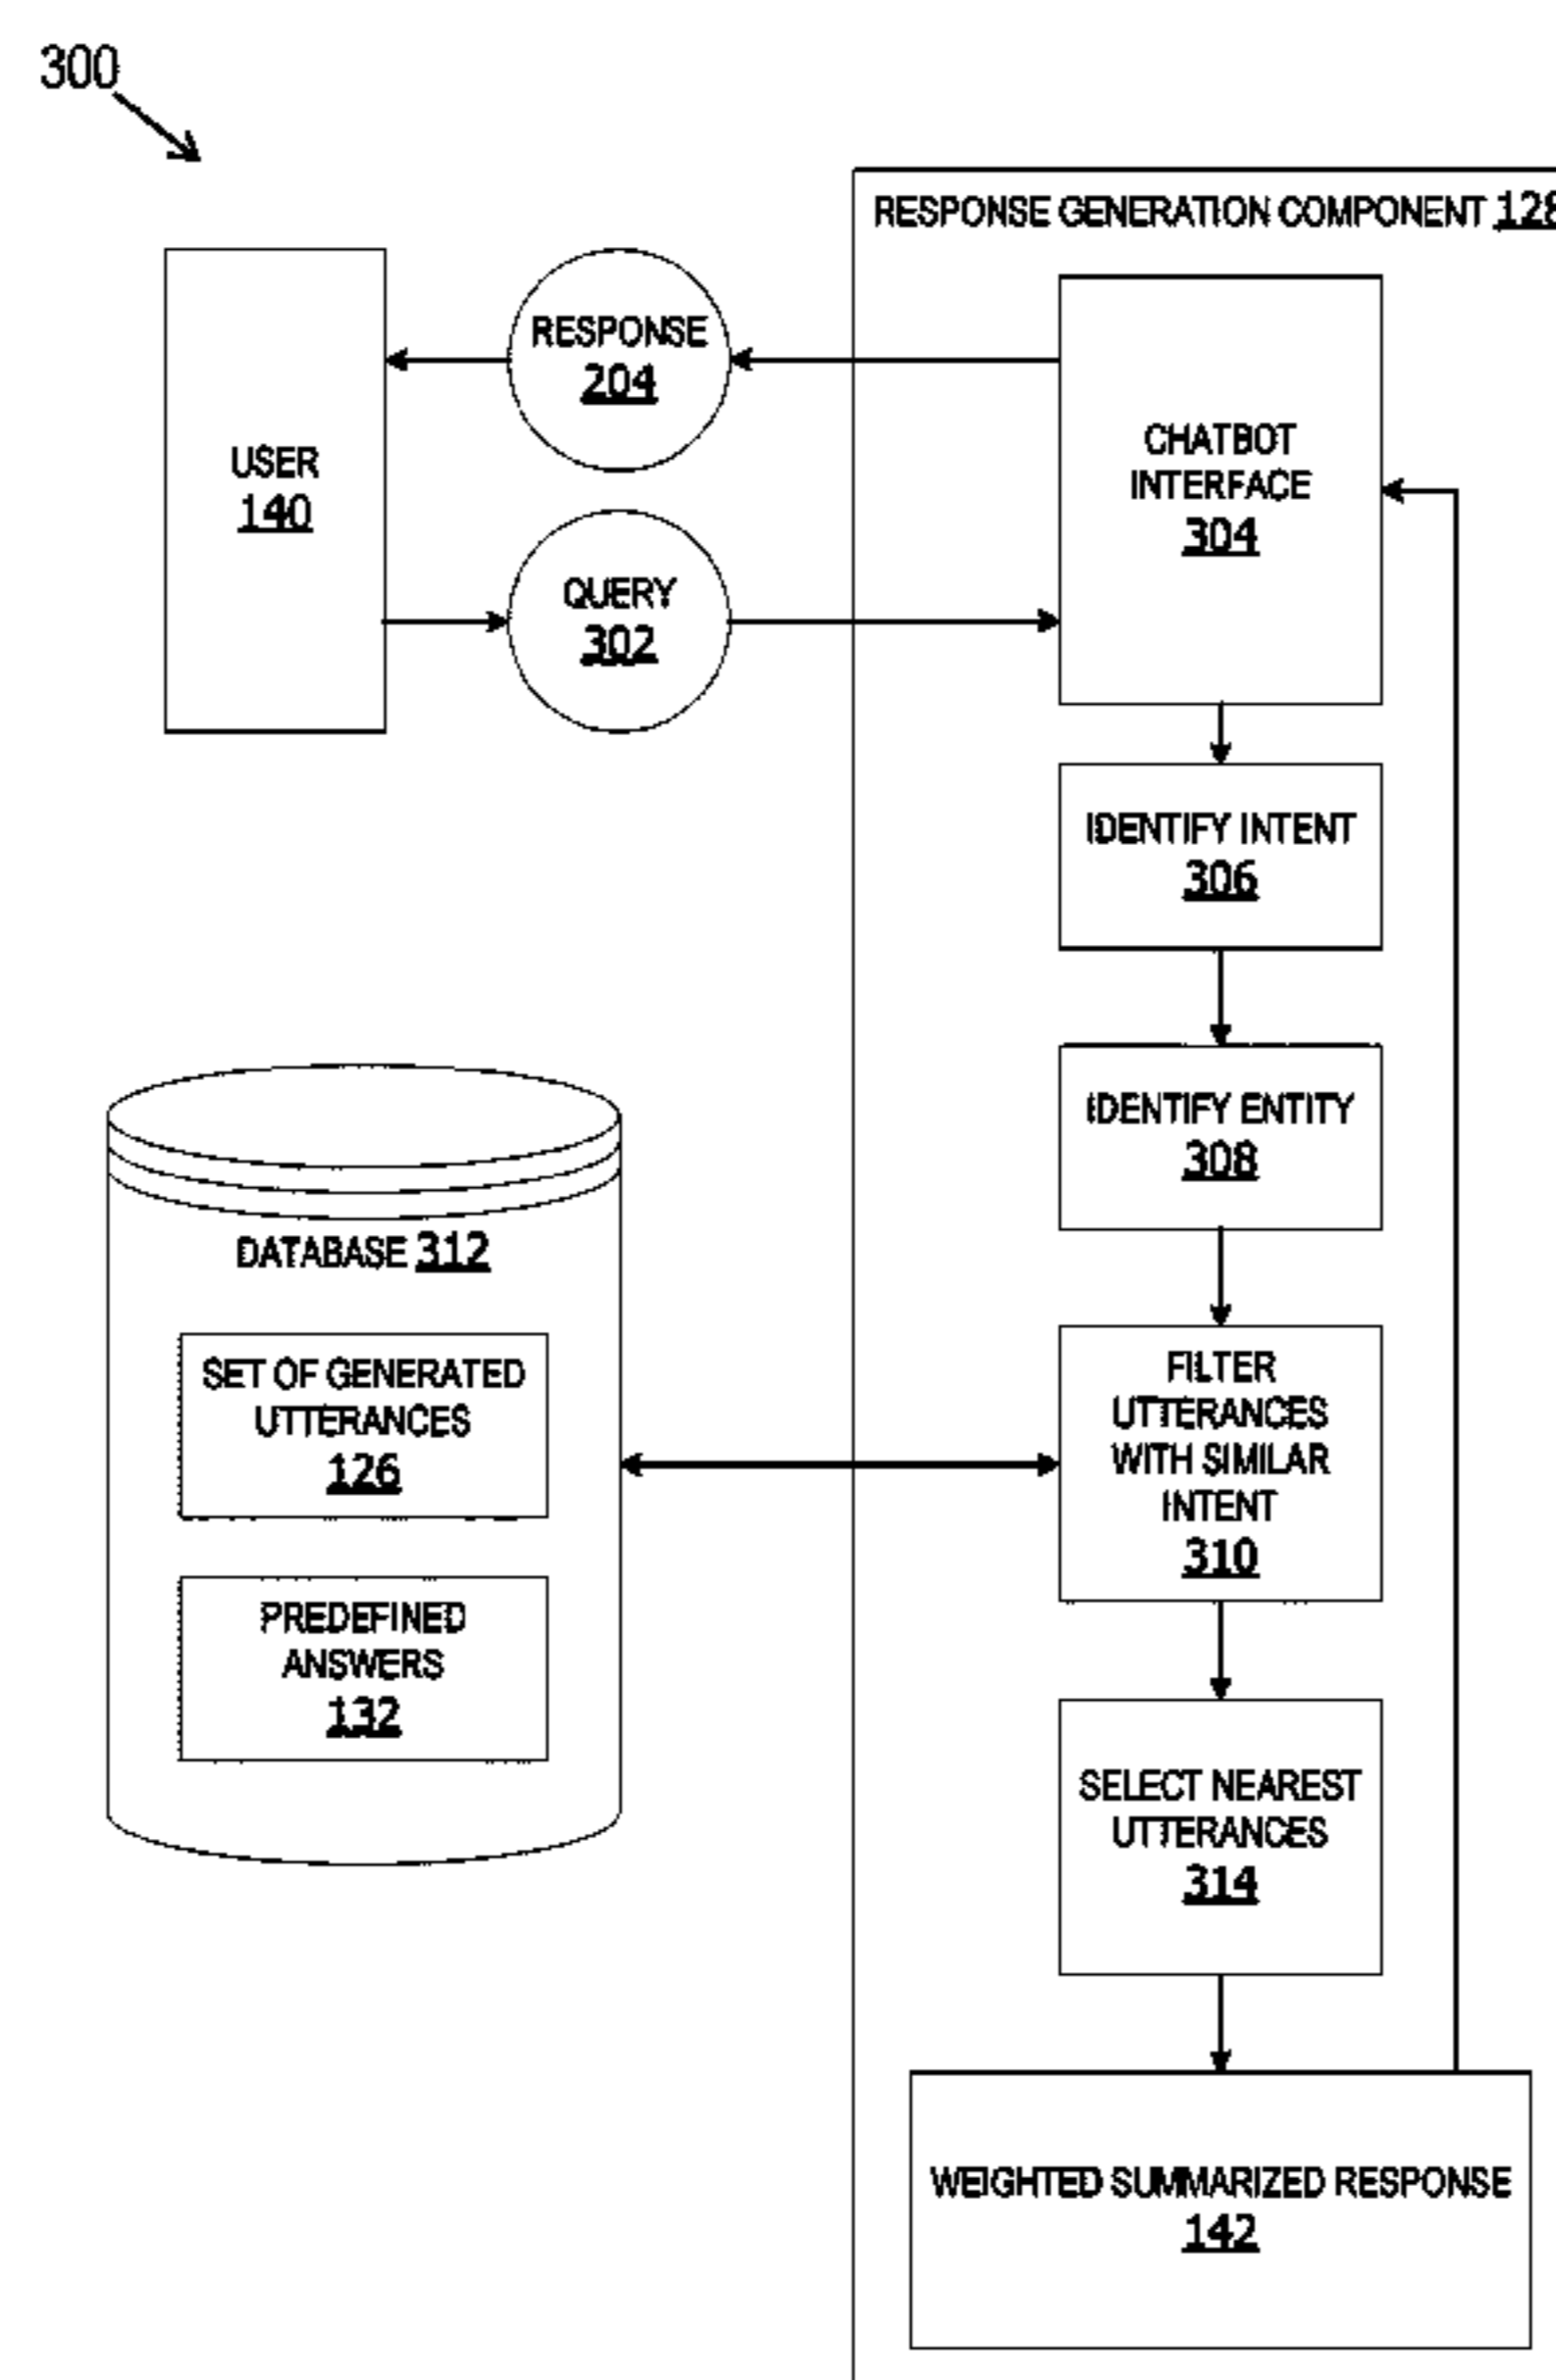 300
RESPONSE GENERATION COMPONENT 128
RESPONSE
204
USER
140
QUERY
302
CHATBOT
INTERFACE
304
IDENTIFY INTENT
306
IDENTIFY ENTITY
308
DATABASE 312
SET OF GENERATED
UTTERANCES
126
PREDEFINED
ANSWERS
132
FILTER
UTTERANCES
WITH SIMILAR
INTENT
310
SELECT NEAREST
UTTERANCES
314
WEIGHTED SUMMARIZED RESPONSE
142